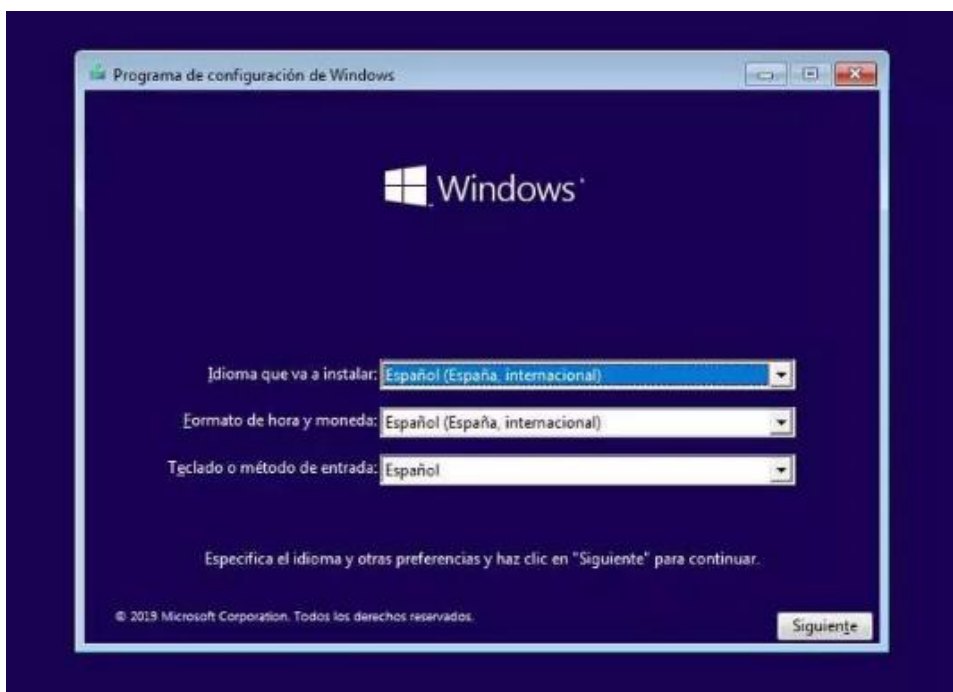 Programa de configuración de Windows
Windows
Idioma que va a instalar: Español (España, internacional)
Formato de hora y moneda: Español (España, internacional)
Teclado o método de entrada: Español
Especifica el idioma y otras preferencias y haz clic en "Siguiente" para continuar.
© 2019 Microsoft Corporation. Todos los derechos reservados.
Siguiente